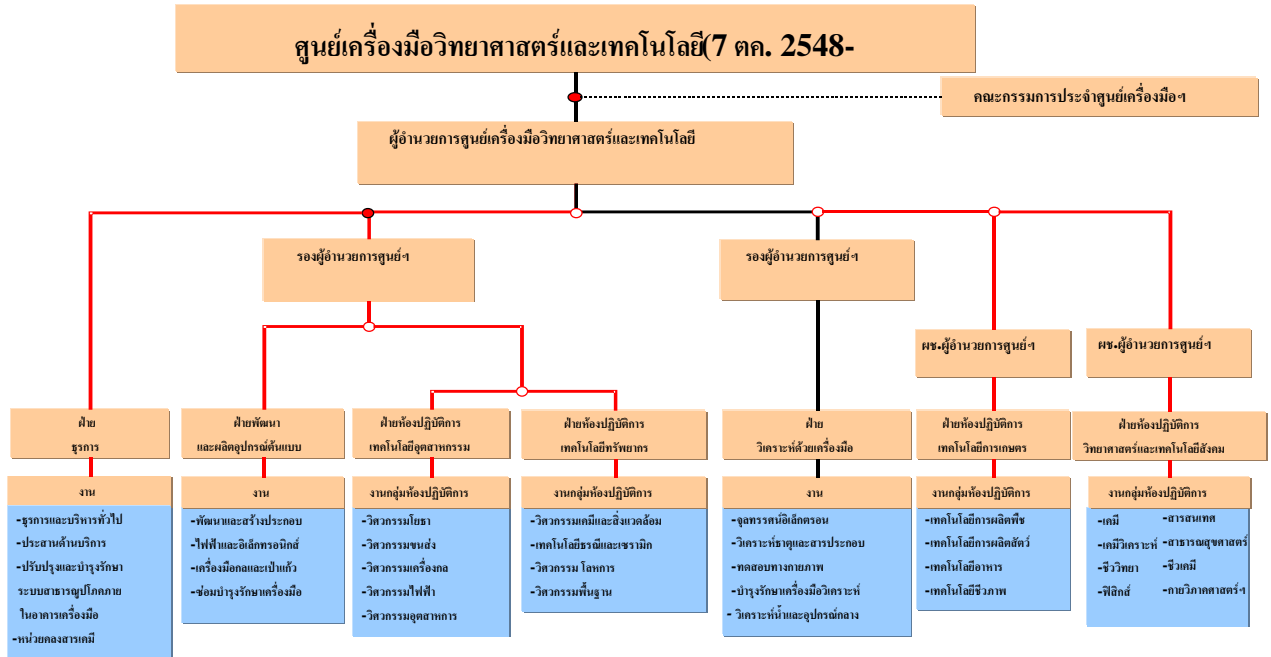 ศูนย์เครื่องมือวิทยาศาสตร์และเทคโนโลยี(7 ตค. 2548-
คณะกรรมการประจำศูนย์เครื่องมือฯ
ผู้อำนวยการศูนย์เครื่องมือวิทยาศาสตร์และเทคโนโลยี
รองผู้อำนวยการศูนย์ฯ
รองผู้อำนวยการศูนย์ฯ
ผช.ผู้อำนวยการศูนย์ฯ
ผช.ผู้อำนวยการศูนย์ฯ
ฝ่าย
ธุรการ
ฝ่ายพัฒนา
และผลิตอุปกรณ์ต้นแบบ
ฝ่ายห้องปฏิบัติการ
เทคโนโลยีอุตสาหกรรม
ฝ่ายห้องปฏิบัติการ
เทคโนโลยีทรัพยากร
ฝ่าย
วิเคราะห์ด้วยเครื่องมือ
ฝ่ายห้องปฏิบัติการ
เทคโนโลยีการเกษตร
ฝ่ายห้องปฏิบัติการ
วิทยาศาสตร์และเทคโนโลยีสังคม
งาน
-ธุรการและบริหารทั่วไป
-ประสานด้านบริการ
-ปรับปรุงและบำรุงรักษา
ระบบสาธารณูปโภคภาย
ในอาคารเครื่องมือ
-หน่วยคลังสารเคมี
งาน
-พัฒนาและสร้างประกอบ
-ไฟฟ้าและอิเล็กทรอนิกส์
-เครื่องมือกลและเป่าแก้ว
-ซ่อมบำรุงรักษาเครื่องมือ
งานกลุ่มห้องปฏิบัติการ
-วิศวกรรมโยธา
-วิศวกรรมขนส่ง
-วิศวกรรมเครื่องกล
-วิศวกรรมไฟฟ้า
-วิศวกรรมอุตสาหการ
งานกลุ่มห้องปฏิบัติการ
-วิศวกรรมเคมีและสิ่งแวดล้อม
-เทคโนโลยีธรณีและเซรามิก
-วิศวกรรม โลหการ
-วิศวกรรมพื้นฐาน
งาน
-จุลทรรศน์อิเล็กตรอน
-วิเคราะห์ธาตุและสารประกอบ
-ทดสอบทางกายภาพ
-บำรุงรักษาเครื่องมือวิเคราะห์
- วิเคราะห์น้ำและอุปกรณ์กลาง
งานกลุ่มห้องปฏิบัติการ
-เทคโนโลยีการผลิตพืช
-เทคโนโลยีการผลิตสัตว์
-เทคโนโลยีอาหาร
-เทคโนโลยีชีวภาพ
งานกลุ่มห้องปฏิบัติการ
-เคมี
-เคมีวิเคราะห์
-ชีววิทยา
-ฟิสิกส์
-สารสนเทศ
-สาธารณสุขศาสตร์
-ชีวเคมี
-กายวิภาคศาสตร์ฯ